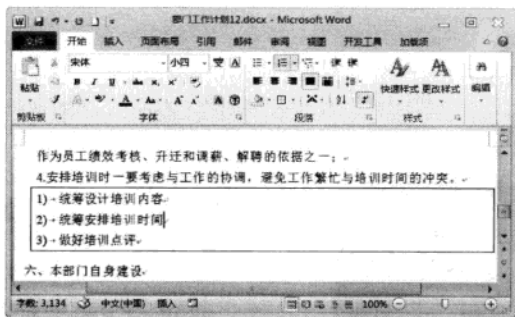 部门工作计划12.docx - Microsoft Word
文件 开始 插入 页面布局 引用 邮件 审阅 视图 开发工具 加载项
宋体 小四
粘贴 快速样式 更改样式 编辑
剪贴板 字体 段落 样式
作为员工绩效考核、升迁和调薪、解聘的依据之一；
4.安排培训时一要考虑与工作的协调，避免工作繁忙与培训时间的冲突。
1)→统筹设计培训内容
2)→统筹安排培训时间
3)→做好培训点评
六、本部门自身建设
字数: 3,134 中文(中国) 插入 100%